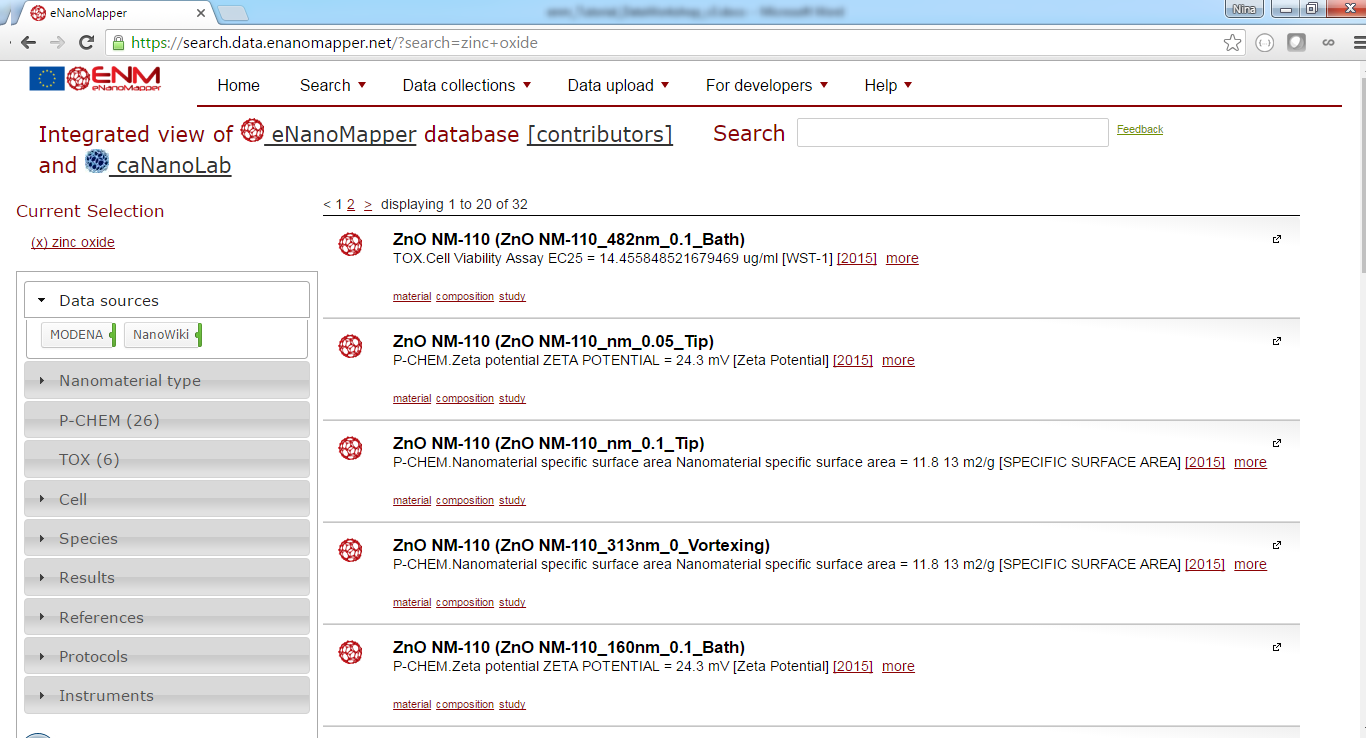 eNanoMapper
Nina
https://search.data.enanomapper.net/?search=zinc+oxide
ENM
eNanoMapper
Home Search Data collections Data upload For developers Help
Integrated view of eNanoMapper database [contributors]
and caNanoLab
Search
Feedback
Current Selection
(x) zinc oxide
Data sources
MODENA NanoWiki
Nanomaterial type
P-CHEM (26)
TOX (6)
Cell
Species
Results
References
Protocols
Instruments
< 1 2 > displaying 1 to 20 of 32
ZnO NM-110 (ZnO NM-110_482nm_0.1_Bath)
TOX.Cell Viability Assay EC25 = 14.455848521679469 ug/ml [WST-1] [2015] more
material composition study
ZnO NM-110 (ZnO NM-110_nm_0.05_Tip)
P-CHEM.Zeta potential ZETA POTENTIAL = 24.3 mV [Zeta Potential] [2015] more
material composition study
ZnO NM-110 (ZnO NM-110_nm_0.1_Tip)
P-CHEM.Nanomaterial specific surface area Nanomaterial specific surface area = 11.8 13 m2/g [SPECIFIC SURFACE AREA] [2015] more
material composition study
ZnO NM-110 (ZnO NM-110_313nm_0_Vortexing)
P-CHEM.Nanomaterial specific surface area Nanomaterial specific surface area = 11.8 13 m2/g [SPECIFIC SURFACE AREA] [2015] more
material composition study
ZnO NM-110 (ZnO NM-110_160nm_0.1_Bath)
P-CHEM.Zeta potential ZETA POTENTIAL = 24.3 mV [Zeta Potential] [2015] more
material composition study